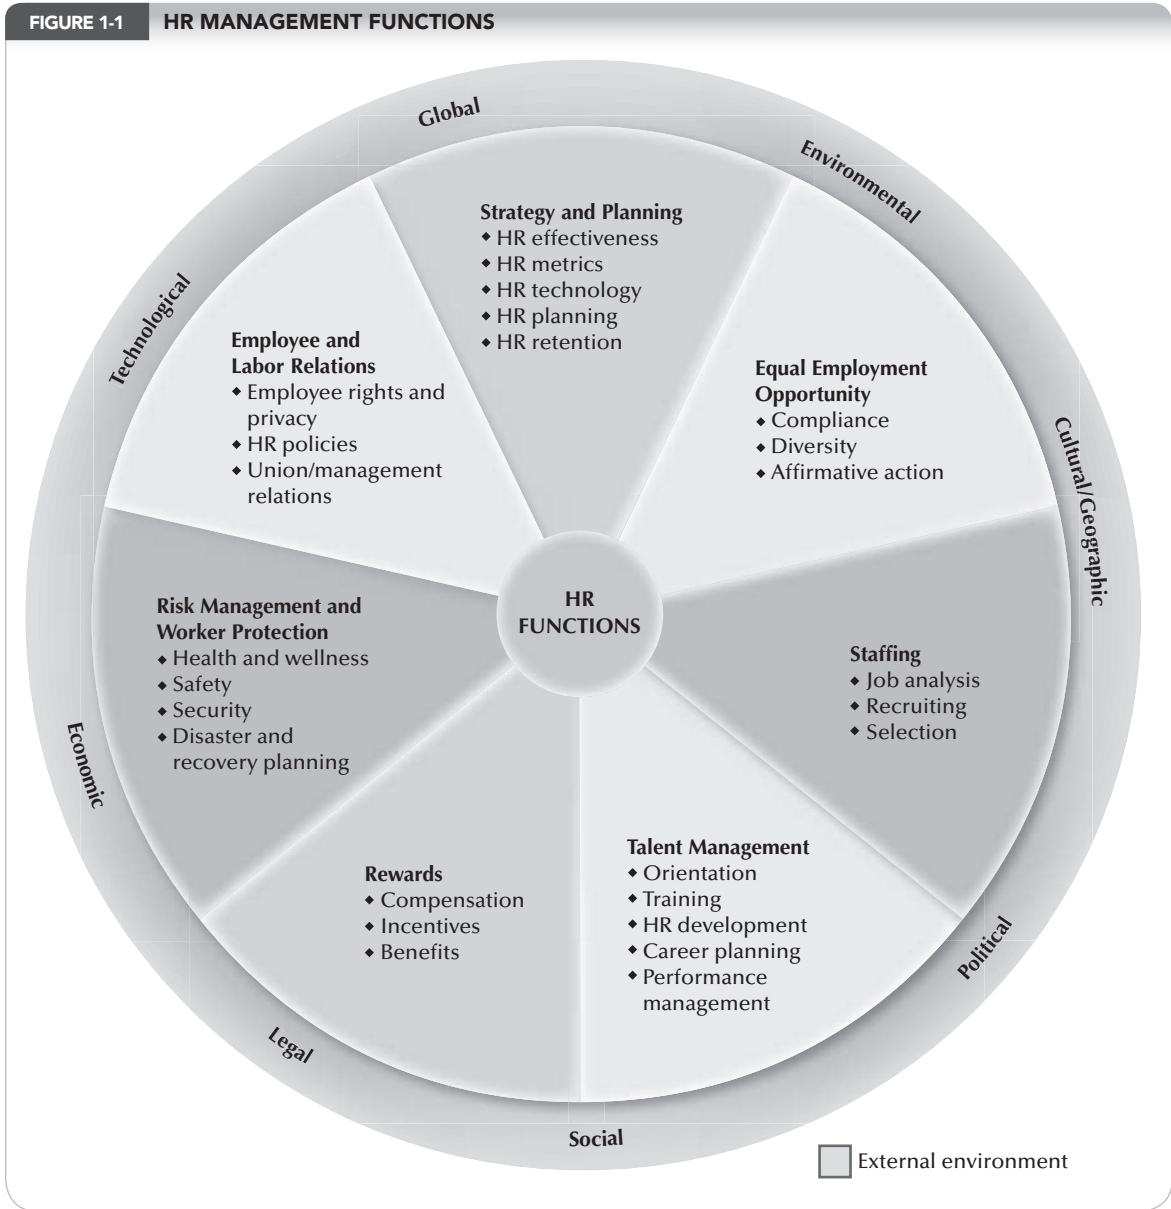 FIGURE 1-1
HR MANAGEMENT FUNCTIONS
Global
Environmental
Cultural/Geographic
Political
Social
Legal
Economic
Technological
Strategy and Planning
◆ HR effectiveness
◆ HR metrics
◆ HR technology
◆ HR planning
◆ HR retention
Equal Employment
Opportunity
◆ Compliance
◆ Diversity
◆ Affirmative action
Staffing
◆ Job analysis
◆ Recruiting
◆ Selection
Talent Management
◆ Orientation
◆ Training
◆ HR development
◆ Career planning
◆ Performance
management
Rewards
◆ Compensation
◆ Incentives
◆ Benefits
Risk Management and
Worker Protection
◆ Health and wellness
◆ Safety
◆ Security
◆ Disaster and
recovery planning
Employee and
Labor Relations
◆ Employee rights and
privacy
◆ HR policies
◆ Union/management
relations
HR
FUNCTIONS
External environment